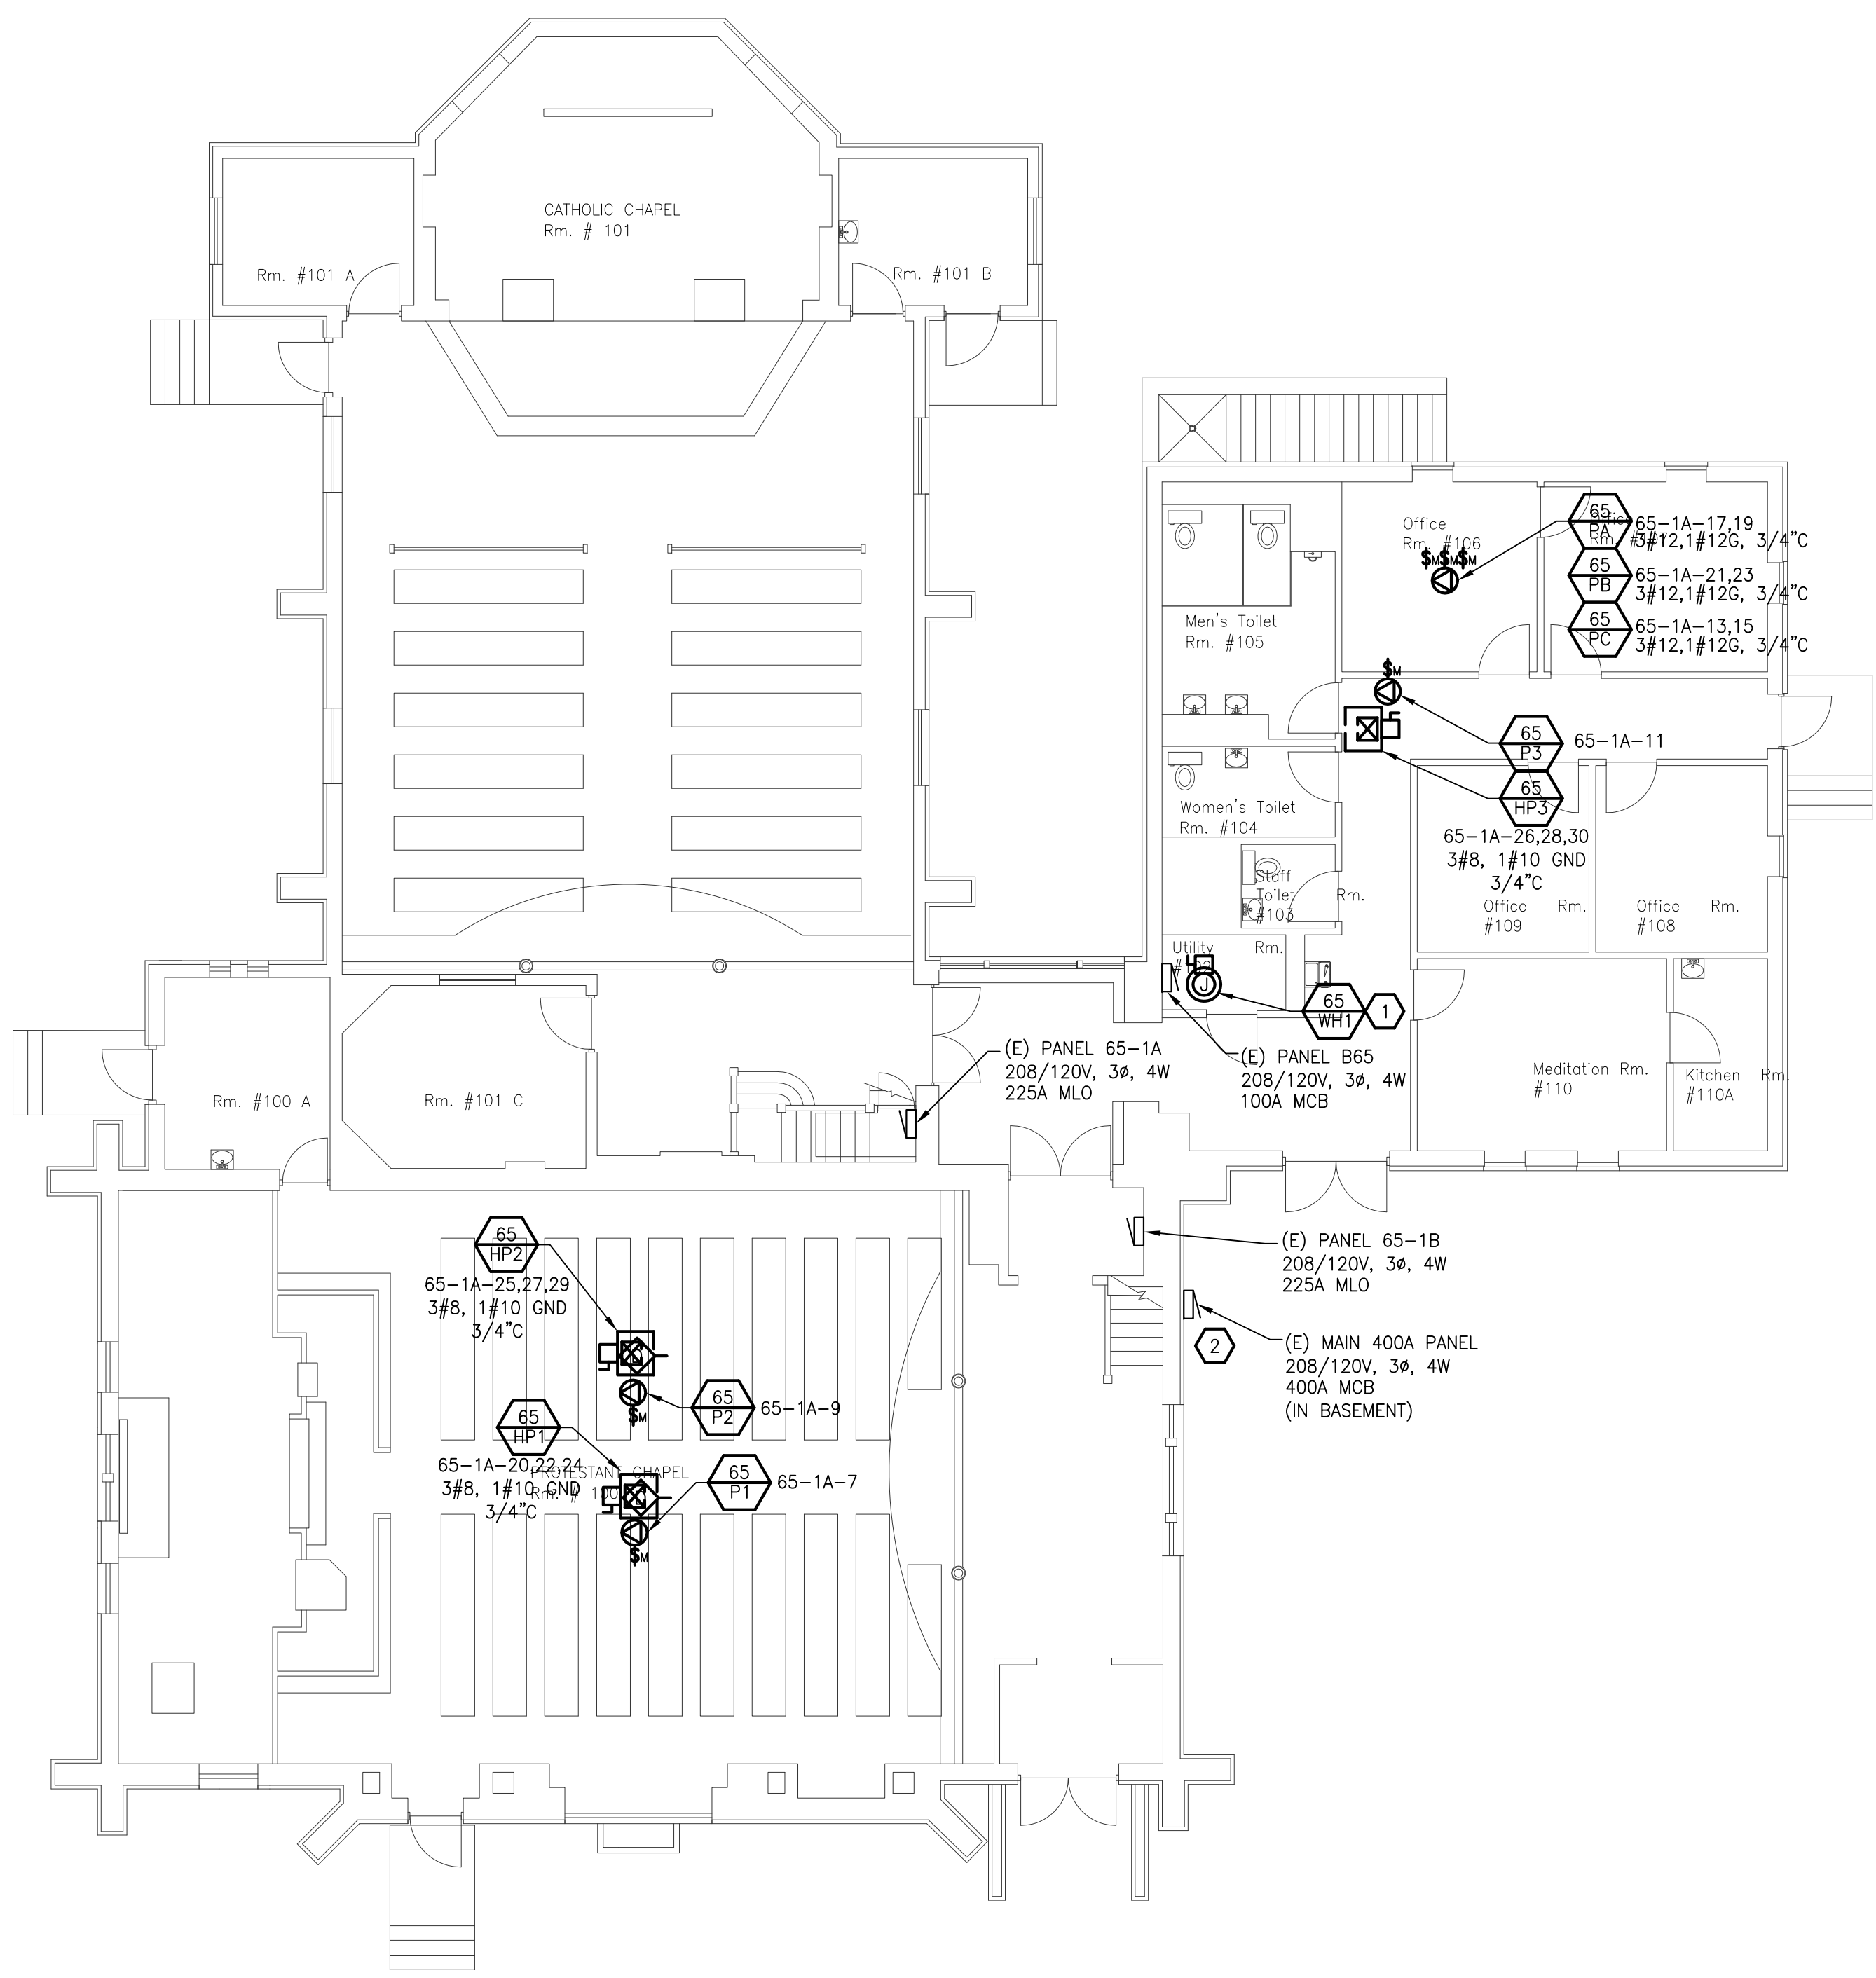 CATHOLIC CHAPEL
Rm. # 101
Rm. #101 A
Rm. #101 B
Office
Rm. #106
$M$M$M
65
PA
65-1A-17,19
3#12,1#12G, 3/4"C
65
PB
65-1A-21,23
3#12,1#12G, 3/4"C
65
PC
65-1A-13,15
3#12,1#12G, 3/4"C
Men's Toilet
Rm. #105
$M
65
P3
65-1A-11
65
HP3
65-1A-26,28,30
3#8, 1#10 GND
3/4"C
Women's Toilet
Rm. #104
Staff
Toilet Rm.
#103
Office Rm.
#109
Office Rm.
#108
Utility Rm.
J
65
WH1
1
(E) PANEL 65-1A
208/120V, 3ø, 4W
225A MLO
(E) PANEL B65
208/120V, 3ø, 4W
100A MCB
Meditation Rm.
#110
Kitchen Rm.
#110A
Rm. #100 A
Rm. #101 C
65
HP2
65-1A-25,27,29
3#8, 1#10 GND
3/4"C
(E) PANEL 65-1B
208/120V, 3ø, 4W
225A MLO
2
(E) MAIN 400A PANEL
208/120V, 3ø, 4W
400A MCB
(IN BASEMENT)
65
P2
65-1A-9
$M
65
HP1
65-1A-20,22,24
3#8, 1#10 GND
3/4"C
PROTESTANT CHAPEL
Rm. # 100
65
P1
65-1A-7
$M